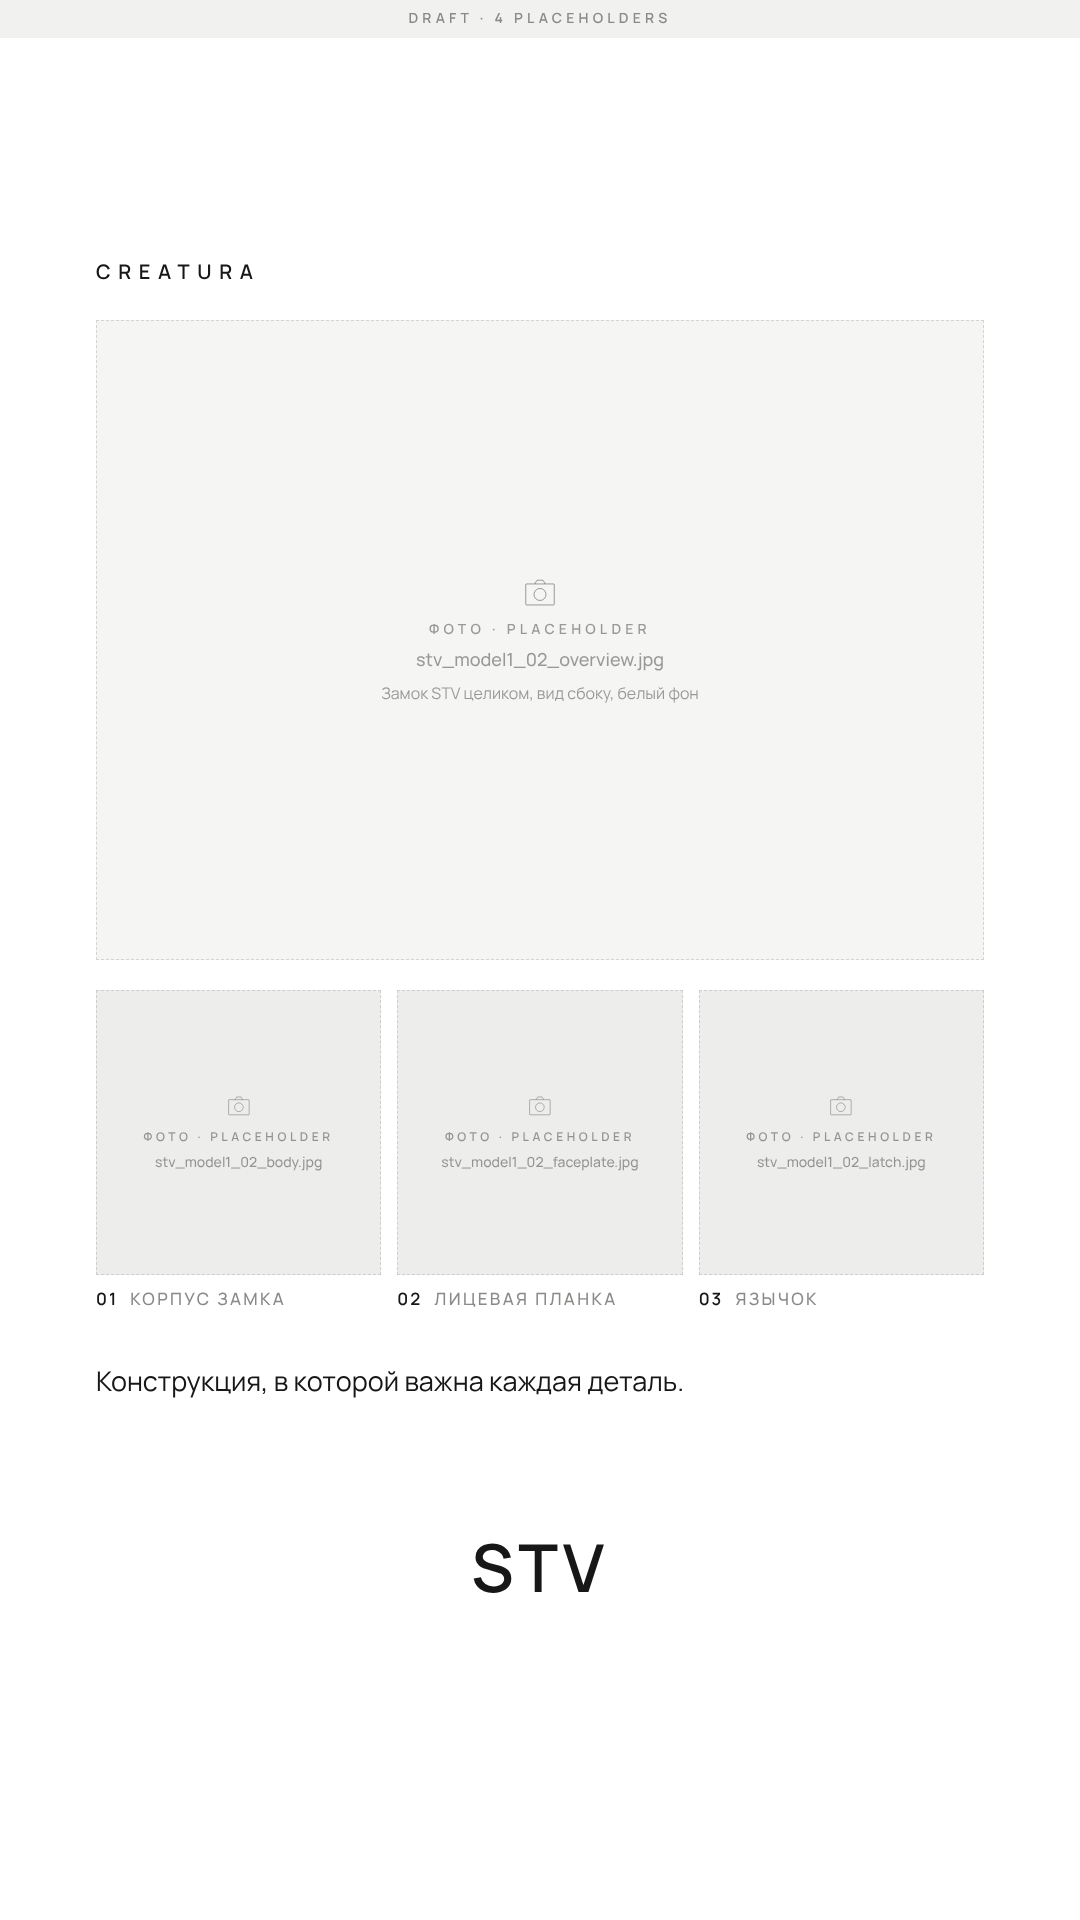 DRAFT · 4 PLACEHOLDERS
CREATURA
ФОТО · PLACEHOLDER
stv_model1_02_overview.jpg
Замок STV целиком, вид сбоку, белый фон
ФОТО · PLACEHOLDER
stv_model1_02_body.jpg
ФОТО · PLACEHOLDER
stv_model1_02_faceplate.jpg
ФОТО · PLACEHOLDER
stv_model1_02_latch.jpg
01 КОРПУС ЗАМКА
02 ЛИЦЕВАЯ ПЛАНКА
03 ЯЗЫЧОК
Конструкция, в которой важна каждая деталь.
STV